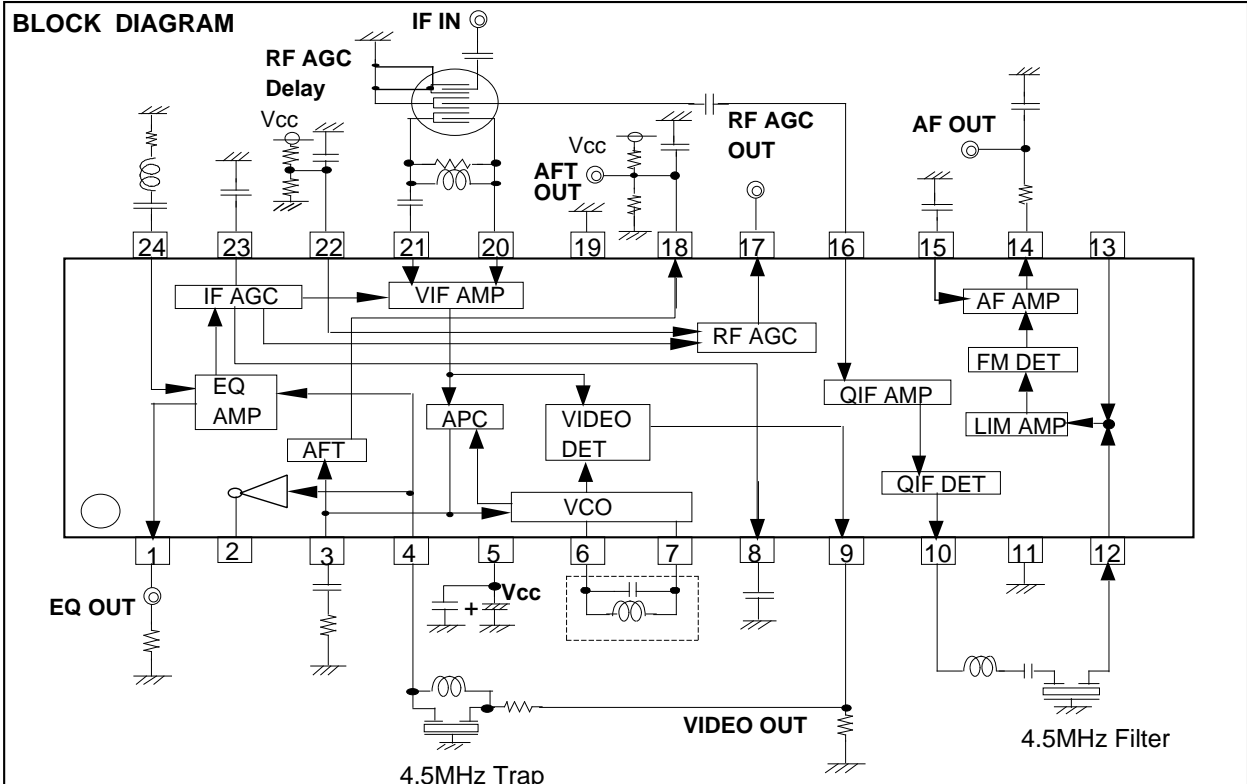 BLOCK DIAGRAM
IF IN
RF AGC
Delay
Vcc
Vcc
AFT
OUT
RF AGC
OUT
AF OUT
24 23 22 21 20 19 18 17 16 15 14 13
IF AGC
VIF AMP
RF AGC
AF AMP
FM DET
LIM AMP
QIF AMP
QIF DET
EQ
AMP
AFT
APC
VIDEO
DET
VCO
1 2 3 4 5 6 7 8 9 10 11 12
EQ OUT
+
Vcc
VIDEO OUT
4.5MHz Filter
4.5MHz Trap